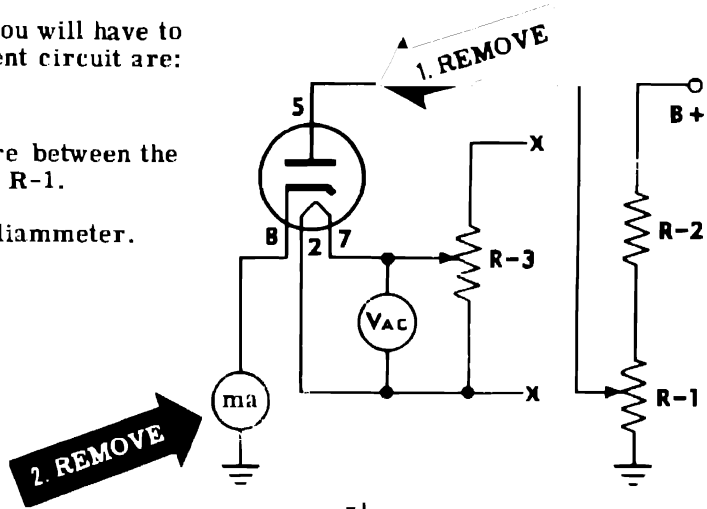 ou will have to
ent circuit are:
re between the
R-1.
liammeter.
1. REMOVE
5
B+
X
8
2
7
R-3
R-2
VAC
ma
X
R-1
2. REMOVE